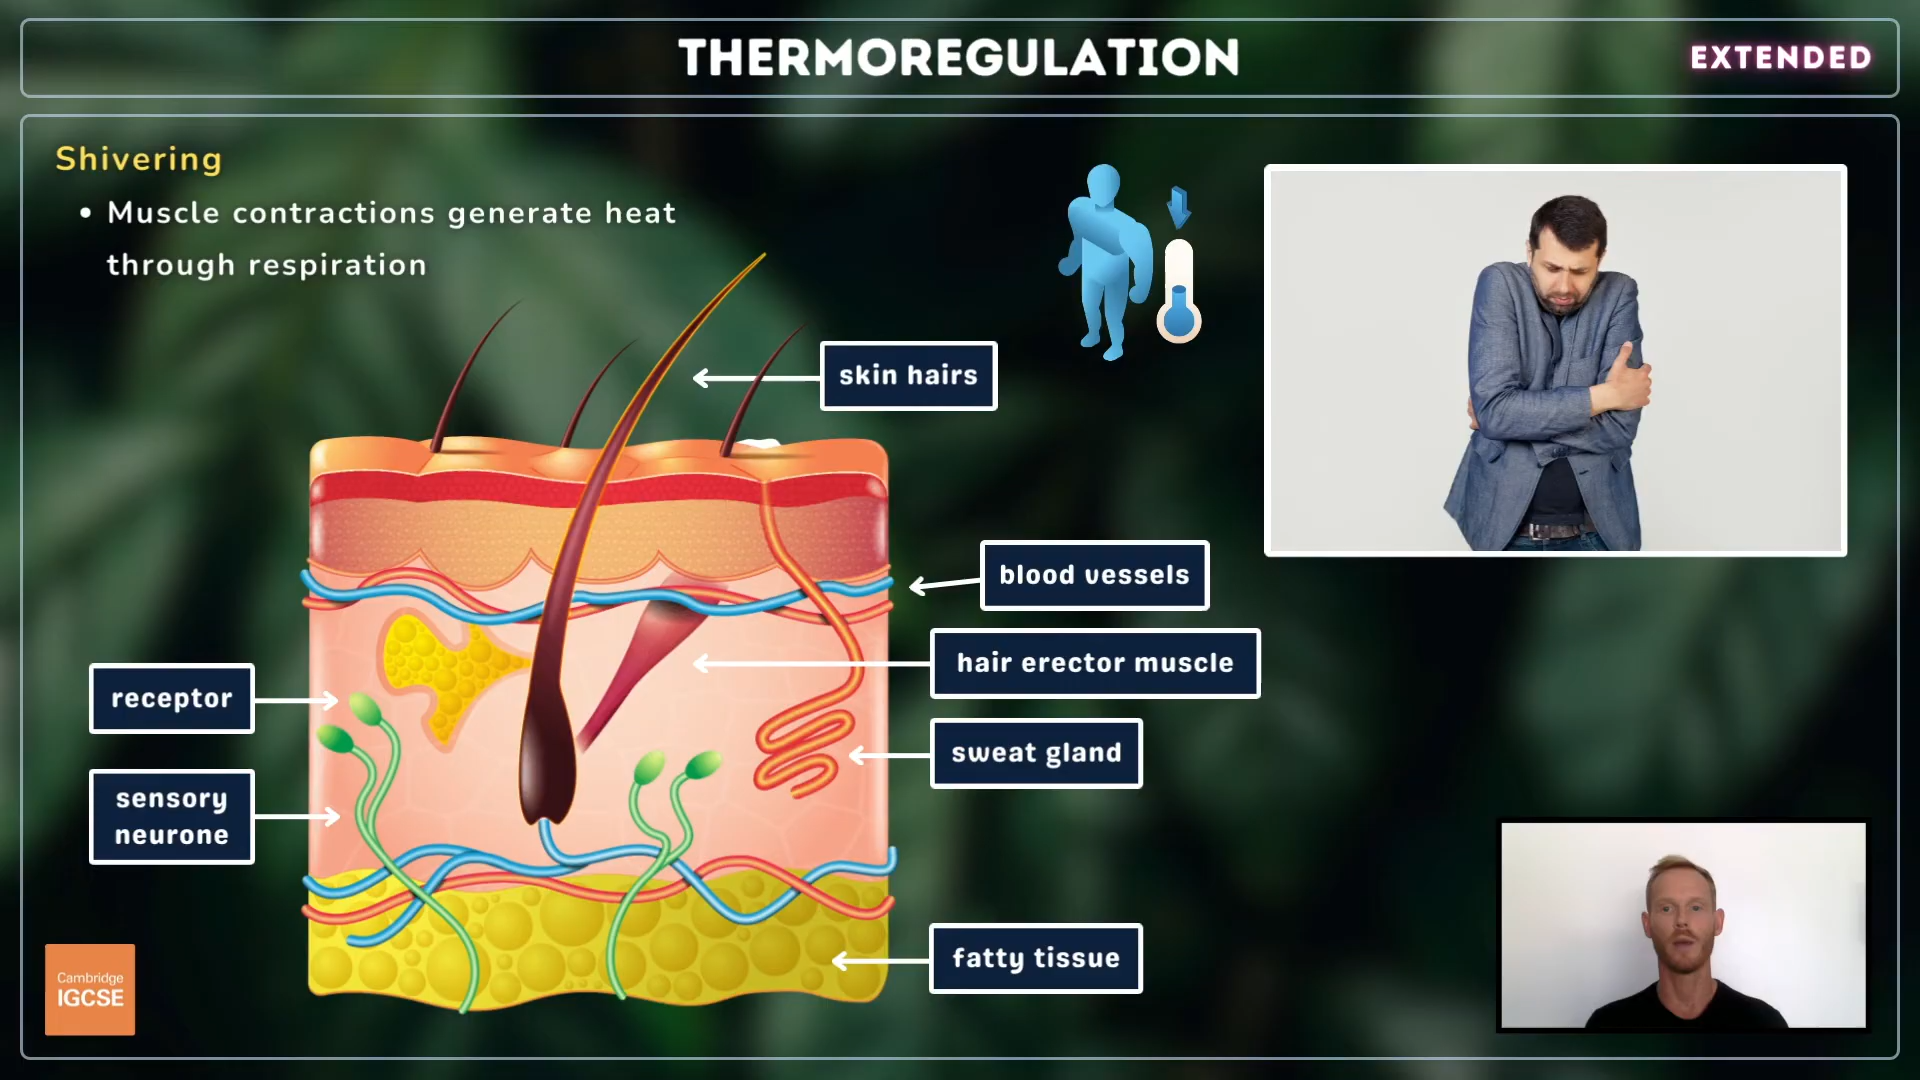 THERMOREGULATION
EXTENDED
Shivering
• Muscle contractions generate heat
through respiration
skin hairs
blood vessels
hair erector muscle
receptor
sweat gland
sensory
neurone
fatty tissue
Cambridge
IGCSE